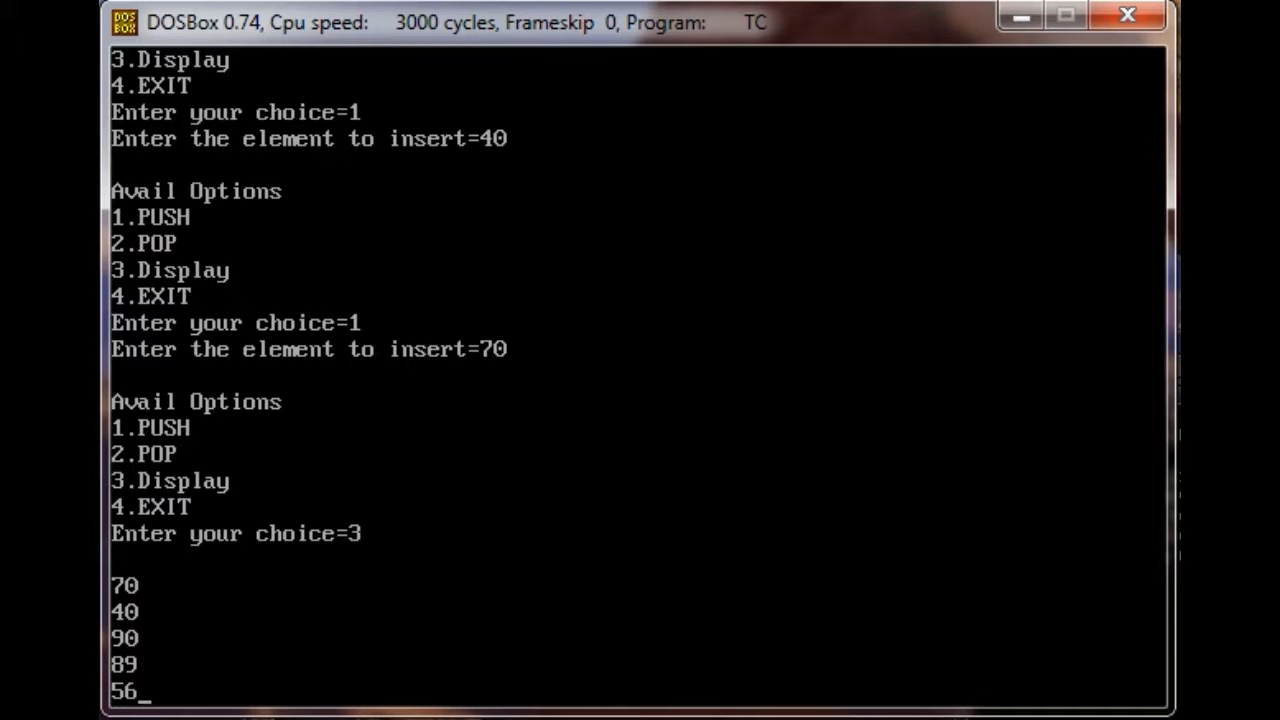 DOS BOX
DOSBox 0.74, Cpu speed: 3000 cycles, Frameskip 0, Program: TC
3.Display
4.EXIT
Enter your choice=1
Enter the element to insert=40
Avail Options
1.PUSH
2.POP
3.Display
4.EXIT
Enter your choice=1
Enter the element to insert=70
Avail Options
1.PUSH
2.POP
3.Display
4.EXIT
Enter your choice=3
70
40
90
89
56_